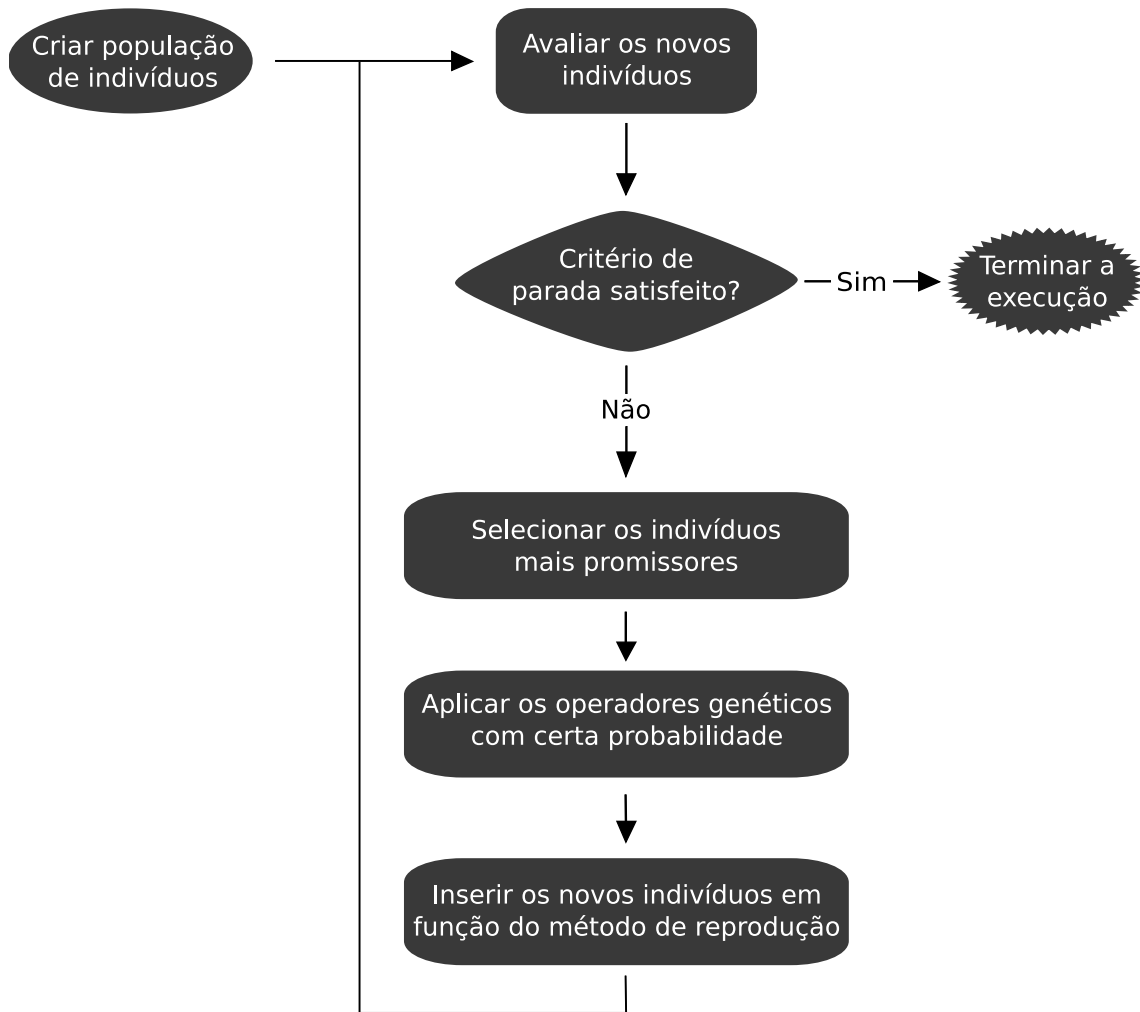 Criar população
de indivíduos
Avaliar os novos
indivíduos
Critério de
parada satisfeito?
Sim
Terminar a
execução
Não
Selecionar os indivíduos
mais promissores
Aplicar os operadores genéticos
com certa probabilidade
Inserir os novos indivíduos em
função do método de reprodução